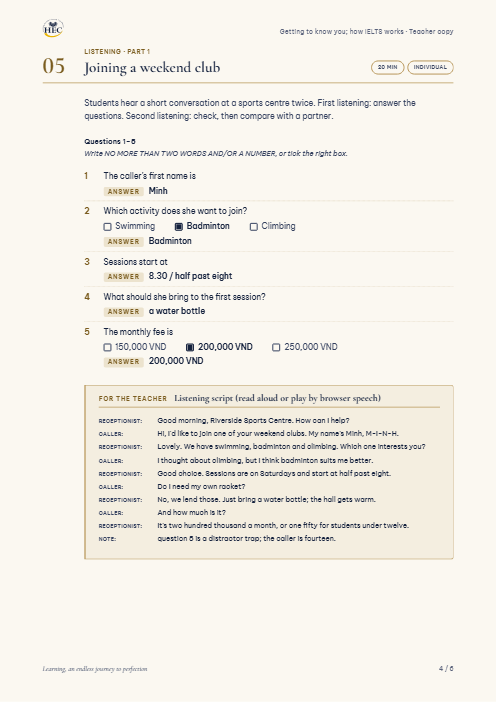 HEC
Getting to know you; how IELTS works · Teacher copy
LISTENING · PART 1
05 Joining a weekend club 20 MIN INDIVIDUAL
Students hear a short conversation at a sports centre twice. First listening: answer the
questions. Second listening: check, then compare with a partner.
Questions 1–5
Write NO MORE THAN TWO WORDS AND/OR A NUMBER, or tick the right box.
1 The caller's first name is
ANSWER Minh
2 Which activity does she want to join?
Swimming Badminton Climbing
ANSWER Badminton
3 Sessions start at
ANSWER 8.30 / half past eight
4 What should she bring to the first session?
ANSWER a water bottle
5 The monthly fee is
150,000 VND 200,000 VND 250,000 VND
ANSWER 200,000 VND
FOR THE TEACHER Listening script (read aloud or play by browser speech)
RECEPTIONIST: Good morning, Riverside Sports Centre. How can I help?
CALLER: Hi, I'd like to join one of your weekend clubs. My name's Minh, M-I-N-H.
RECEPTIONIST: Lovely. We have swimming, badminton and climbing. Which one interests you?
CALLER: I thought about climbing, but I think badminton suits me better.
RECEPTIONIST: Good choice. Sessions are on Saturdays and start at half past eight.
CALLER: Do I need my own racket?
RECEPTIONIST: No, we lend those. Just bring a water bottle; the hall gets warm.
CALLER: And how much is it?
RECEPTIONIST: It's two hundred thousand a month, or one fifty for students under twelve.
NOTE: question 5 is a distractor trap; the caller is fourteen.
Learning, an endless journey to perfection
4 / 6